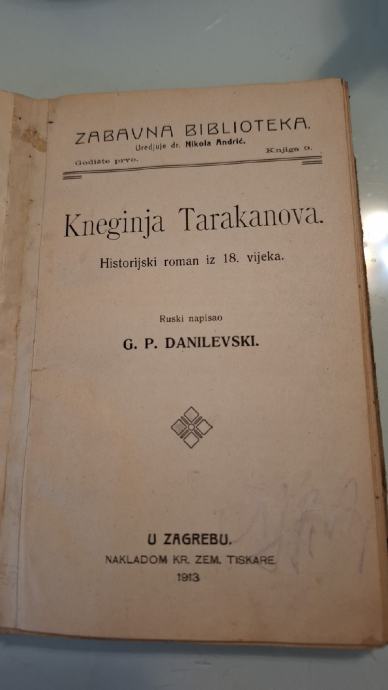 ZABAVNA BIBLIOTEKA.
Uredjuje dr. Nikola Andrić.
Godište prvo. Knjiga 9.
Kneginja Tarakanova.
Historijski roman iz 18. vijeka.
Ruski napisao
G. P. DANILEVSKI.
U ZAGREBU.
NAKLADOM KR. ZEM. TISKARE
1913